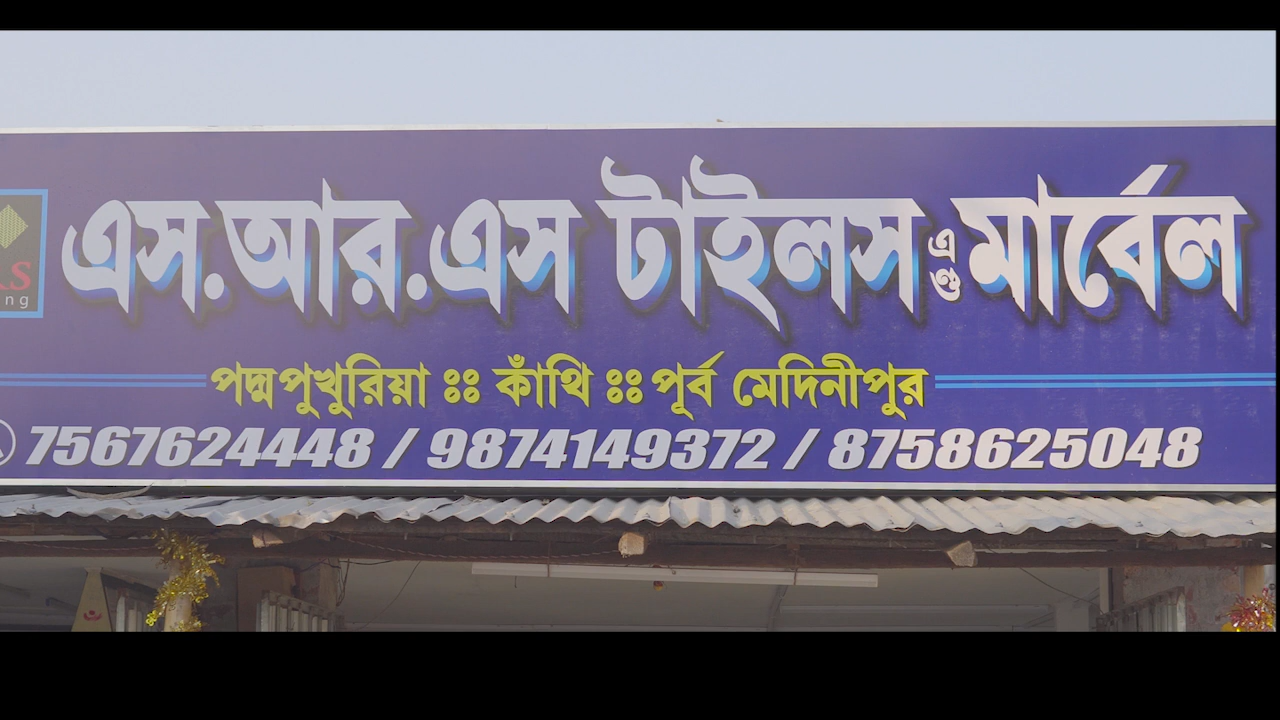 এস.আর.এস টাইলস এণ্ড মার্বেল
পদ্মপুখুরিয়া ঃঃ কাঁথি ঃঃ পূর্ব মেদিনীপুর
7567624448 / 9874149372 / 8758625048